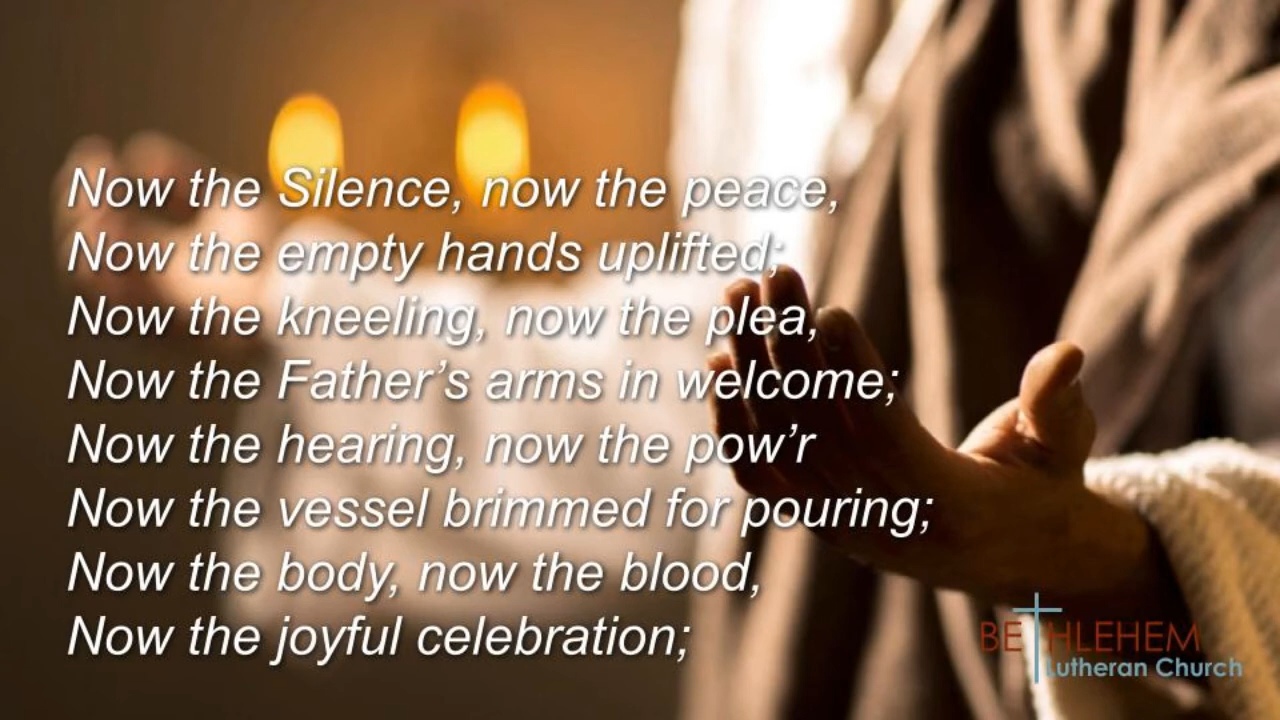 Now the Silence, now the peace,
Now the empty hands uplifted;
Now the kneeling, now the plea,
Now the Father’s arms in welcome;
Now the hearing, now the pow’r
Now the vessel brimmed for pouring;
Now the body, now the blood,
Now the joyful celebration;
BETHLEHEM
Lutheran Church